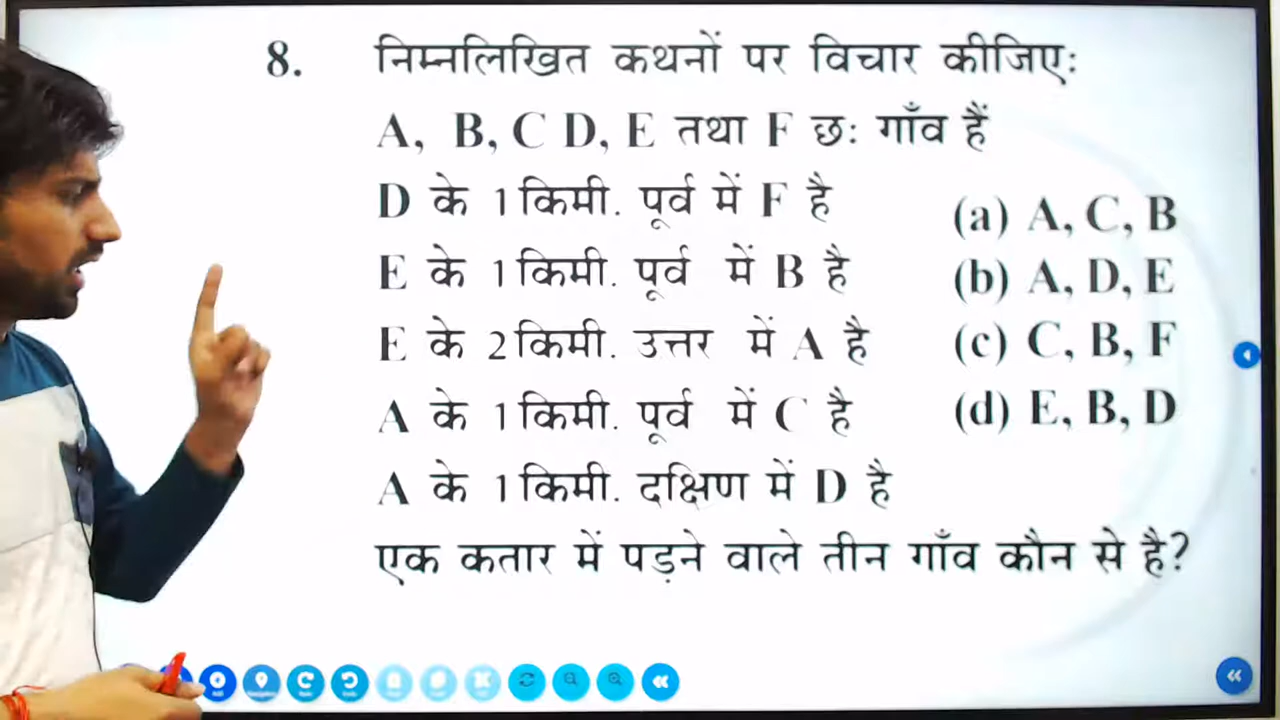 8. निम्नलिखित कथनों पर विचार कीजिएः
A, B, C D, E तथा F छः गाँव हैं
D के 1 किमी. पूर्व में F है
E के 1 किमी. पूर्व में B है
E के 2 किमी. उत्तर में A है
A के 1 किमी. पूर्व में C है
A के 1 किमी. दक्षिण में D है
एक कतार में पड़ने वाले तीन गाँव कौन से है?
(a) A, C, B
(b) A, D, E
(c) C, B, F
(d) E, B, D